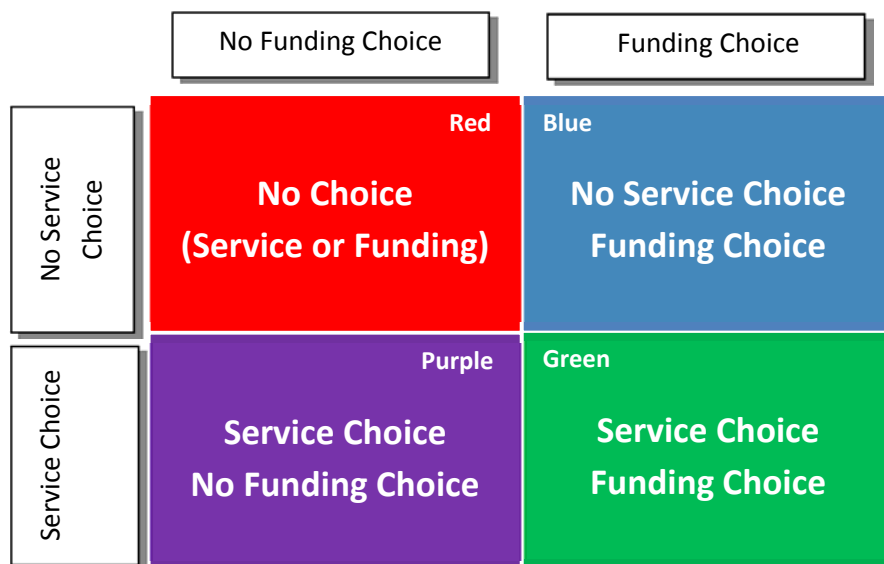 No Funding Choice
Funding Choice
No Service
Choice
Red
No Choice
(Service or Funding)
Blue
No Service Choice
Funding Choice
Service Choice
Purple
Service Choice
No Funding Choice
Green
Service Choice
Funding Choice